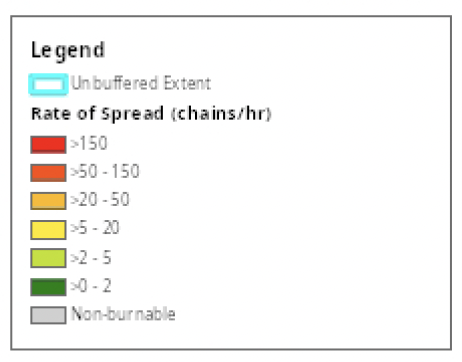 Legend
Unbuffered Extent
Rate of Spread (chains/hr)
>150
>50 - 150
>20 - 50
>5 - 20
>2 - 5
>0 - 2
Non-burnable